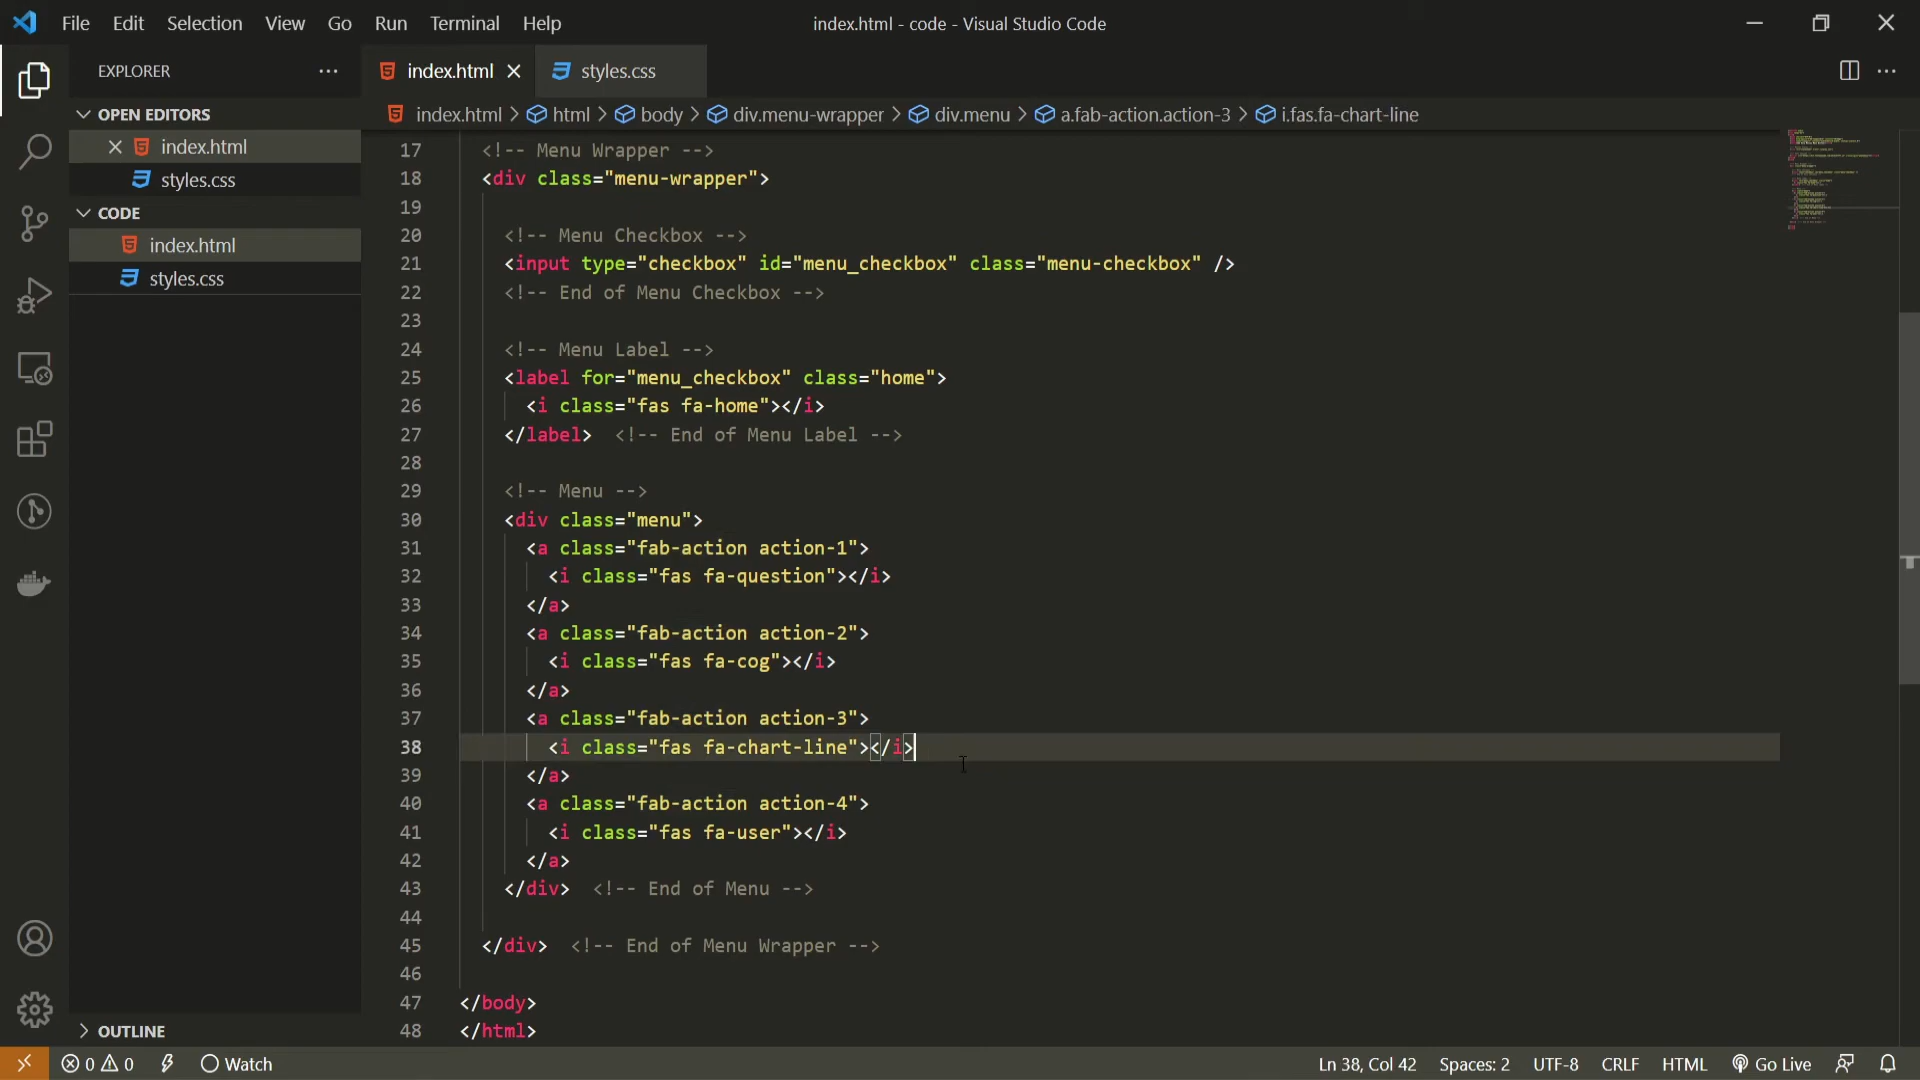 File Edit Selection View Go Run Terminal Help
index.html - code - Visual Studio Code
EXPLORER
OPEN EDITORS
index.html
styles.css
CODE
index.html
styles.css
OUTLINE
index.html
styles.css
index.html > html > body > div.menu-wrapper > div.menu > a.fab-action.action-3 > i.fas.fa-chart-line
17 <!-- Menu Wrapper -->
18 <div class="menu-wrapper">
19
20 <!-- Menu Checkbox -->
21 <input type="checkbox" id="menu_checkbox" class="menu-checkbox" />
22 <!-- End of Menu Checkbox -->
23
24 <!-- Menu Label -->
25 <label for="menu_checkbox" class="home">
26 <i class="fas fa-home"></i>
27 </label> <!-- End of Menu Label -->
28
29 <!-- Menu -->
30 <div class="menu">
31 <a class="fab-action action-1">
32 <i class="fas fa-question"></i>
33 </a>
34 <a class="fab-action action-2">
35 <i class="fas fa-cog"></i>
36 </a>
37 <a class="fab-action action-3">
38 <i class="fas fa-chart-line"></i>
39 </a>
40 <a class="fab-action action-4">
41 <i class="fas fa-user"></i>
42 </a>
43 </div> <!-- End of Menu -->
44
45 </div> <!-- End of Menu Wrapper -->
46
47 </body>
48 </html>
0 0 Watch
Ln 38, Col 42 Spaces: 2 UTF-8 CRLF HTML Go Live